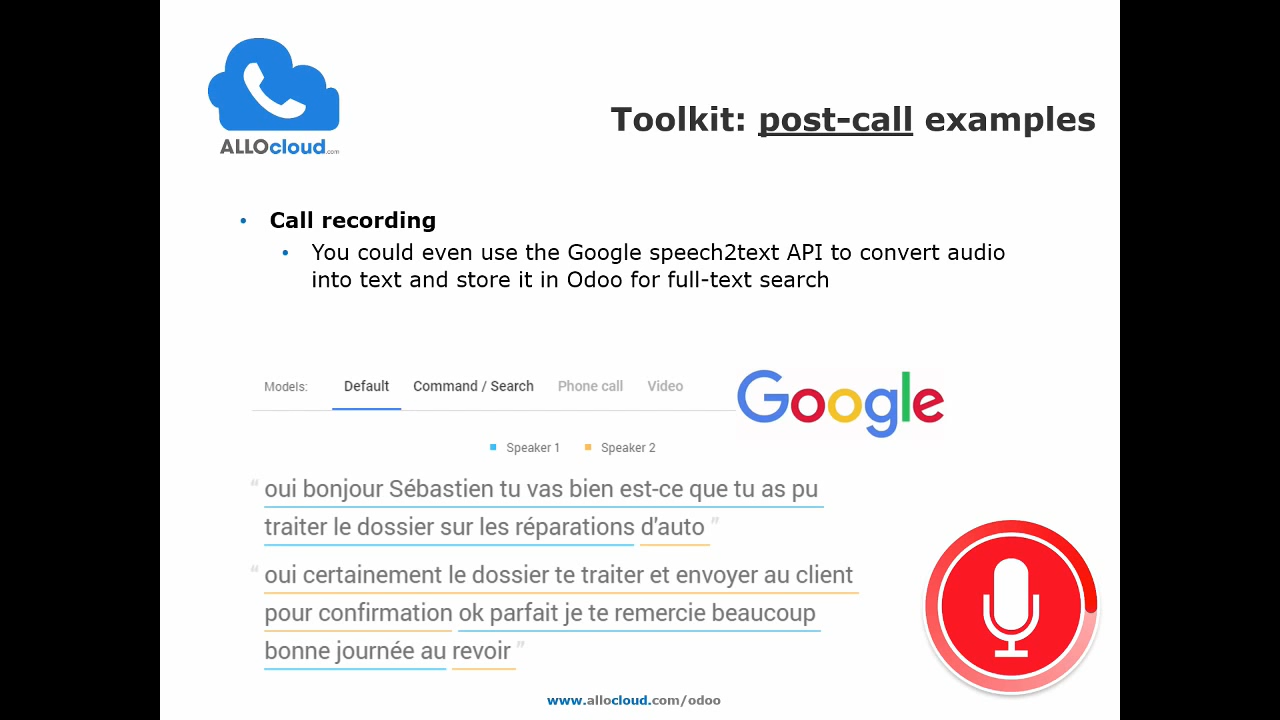 ALLOcloud.com
Toolkit: post-call examples
• Call recording
• You could even use the Google speech2text API to convert audio
into text and store it in Odoo for full-text search
Models: Default Command / Search Phone call Video
Google
Speaker 1 Speaker 2
“ oui bonjour Sébastien tu vas bien est-ce que tu as pu
traiter le dossier sur les réparations d'auto ”
“ oui certainement le dossier te traiter et envoyer au client
pour confirmation ok parfait je te remercie beaucoup
bonne journée au revoir ”
www.allocloud.com/odoo